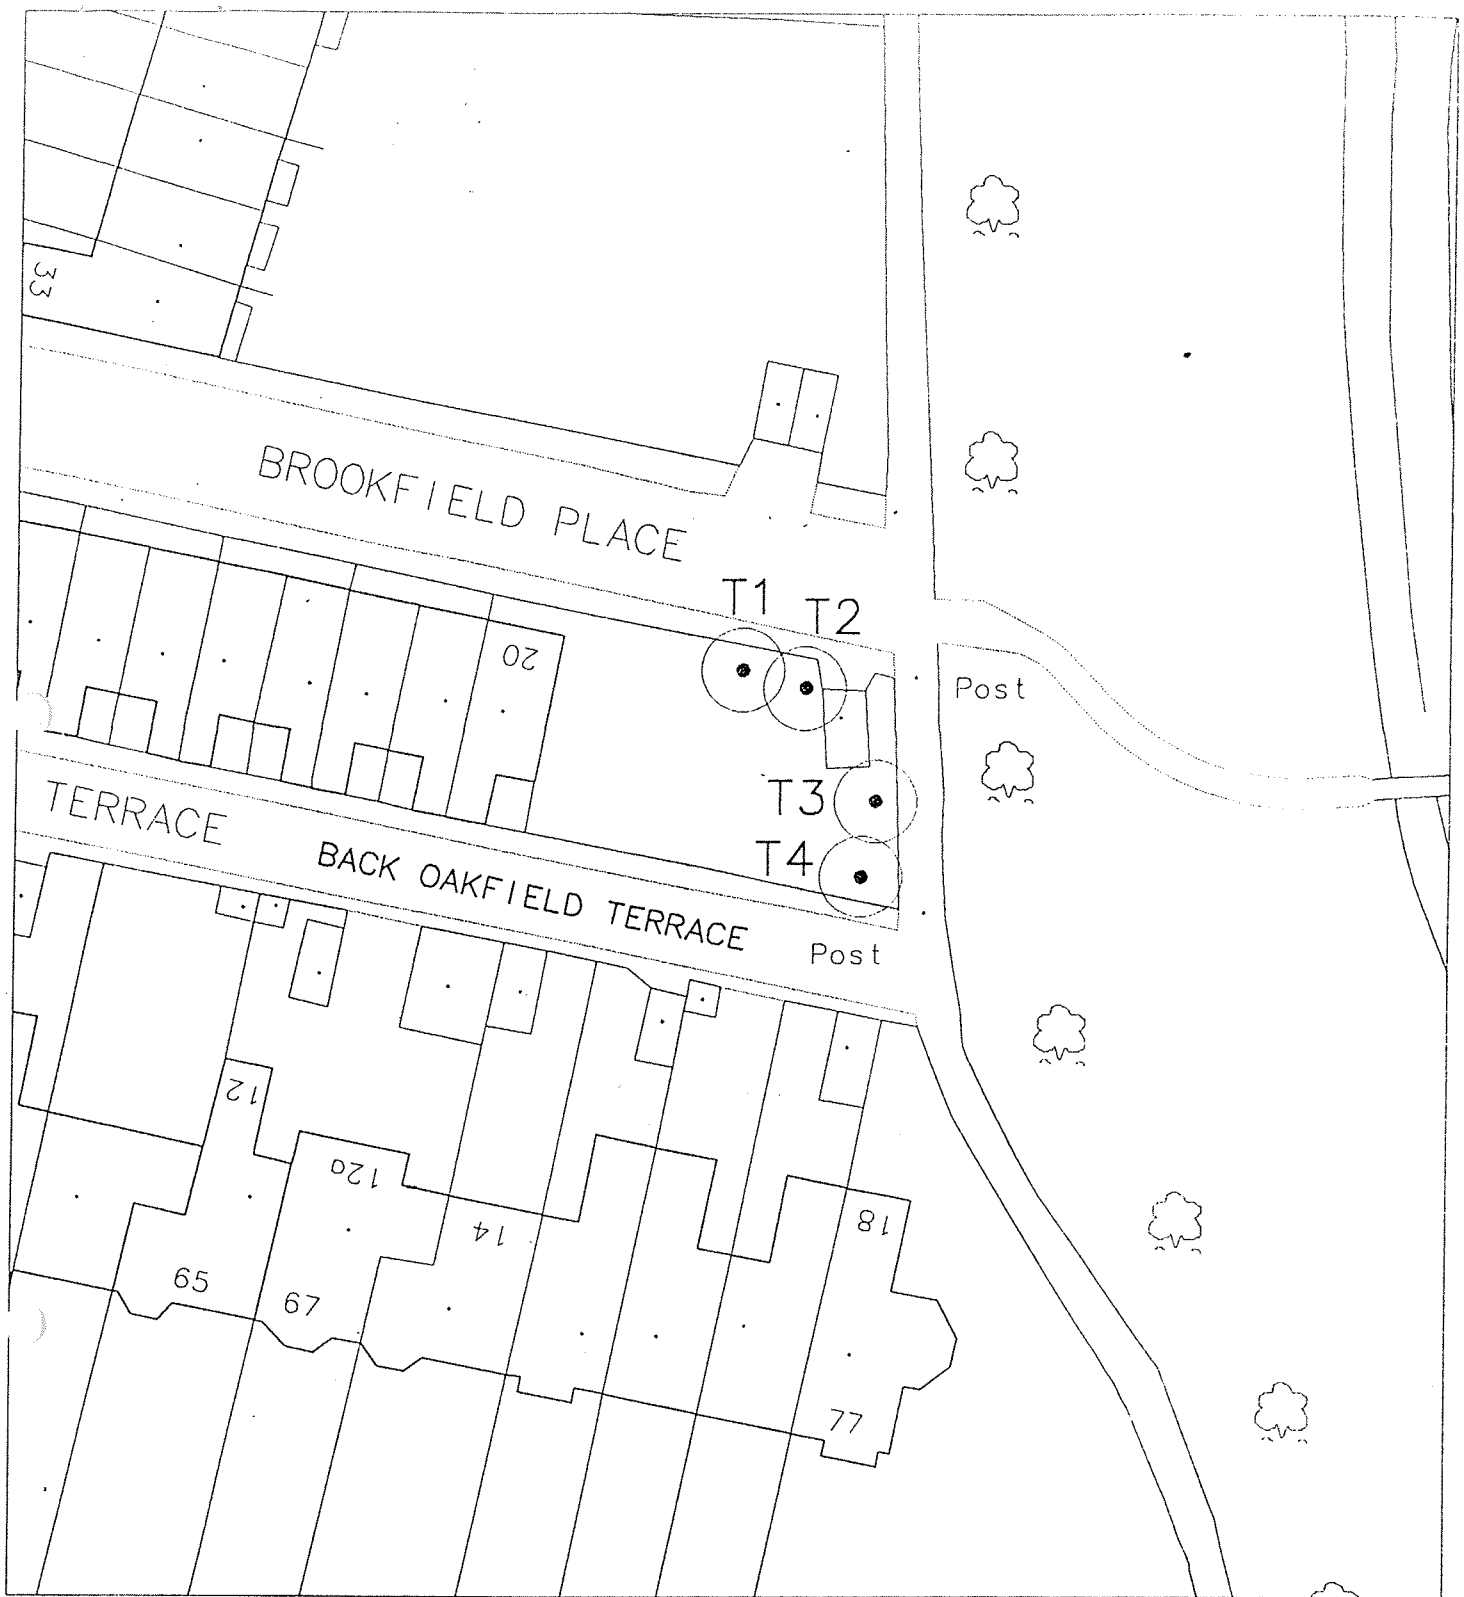 33
BROOKFIELD PLACE
T1
T2
20
Post
T3
TERRACE
T4
BACK OAKFIELD TERRACE
Post
12
12a
14
18
65
67
77